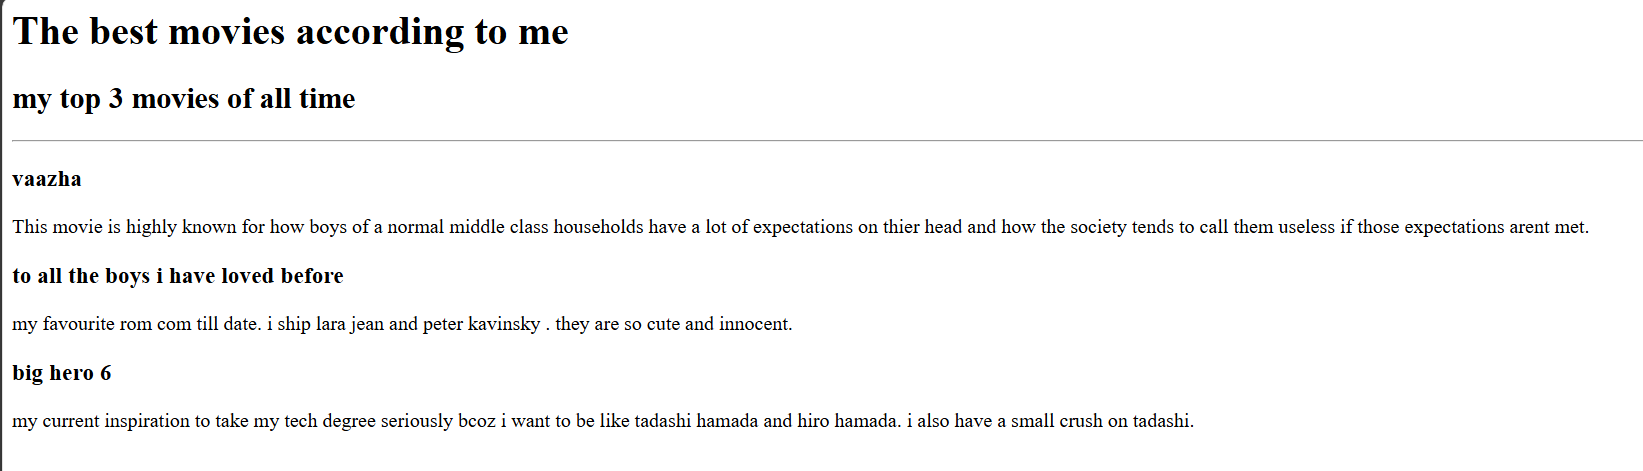 The best movies according to me
my top 3 movies of all time
vaazha
This movie is highly known for how boys of a normal middle class households have a lot of expectations on thier head and how the society tends to call them useless if those expectations arent met.
to all the boys i have loved before
my favourite rom com till date. i ship lara jean and peter kavinsky . they are so cute and innocent.
big hero 6
my current inspiration to take my tech degree seriously bcoz i want to be like tadashi hamada and hiro hamada. i also have a small crush on tadashi.